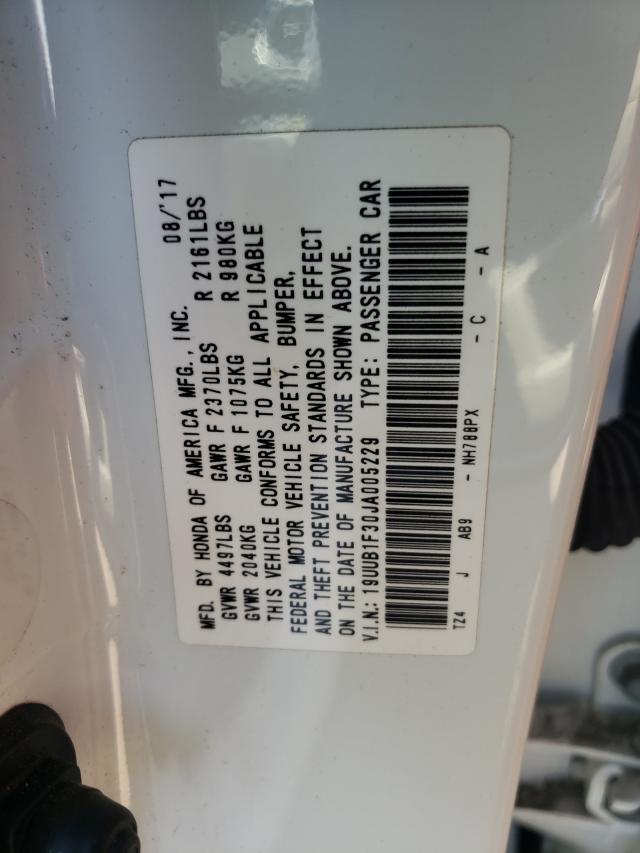 MFD. BY HONDA OF AMERICA MFG., INC. 08/'17
GVWR 4497LBS GAWR F 2370LBS R 2161LBS
GVWR 2040KG GAWR F 1075KG R 980KG
THIS VEHICLE CONFORMS TO ALL APPLICABLE
FEDERAL MOTOR VEHICLE SAFETY, BUMPER,
AND THEFT PREVENTION STANDARDS IN EFFECT
ON THE DATE OF MANUFACTURE SHOWN ABOVE.
V.I.N.: 19UUB1F30JA005229 TYPE: PASSENGER CAR
TZ4 J AB9 - NH788PX - C - A